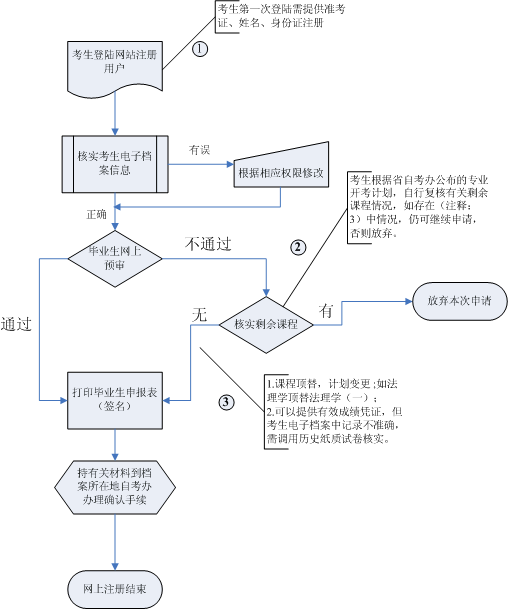 考生第一次登陆需提供准考
证、姓名、身份证注册
1
考生登陆网站注册
用户
核实考生电子档
案信息
有误
根据相应权限修改
正确
考生根据省自考办公布的专业
开考计划，自行复核有关剩余
课程情况，如存在（注释：
3）中情况，仍可继续申请，
否则放弃。
2
毕业生网上
预审
不通过
通过
核实剩余课程
无
有
放弃本次申请
打印毕业生申报表
（签名）
3
1.课程顶替，计划变更;如法
理学顶替法理学（一）；
2.可以提供有效成绩凭证，但
考生电子档案中记录不准确，
需调用历史纸质试卷核实。
持有关材料到档
案所在地自考办
办理确认手续
网上注册结束